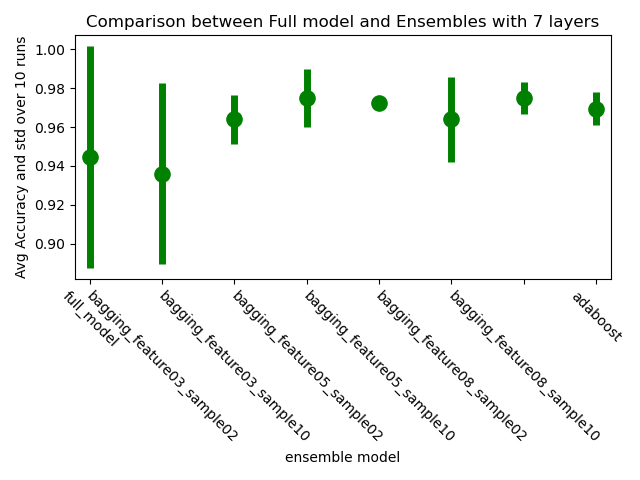 Comparison between Full model and Ensembles with 7 layers
Avg Accuracy and std over 10 runs
1.00
0.98
0.96
0.94
0.92
0.90
full_model
bagging_feature03_sample02
bagging_feature03_sample10
bagging_feature05_sample02
bagging_feature05_sample10
bagging_feature08_sample02
bagging_feature08_sample10
adaboost
ensemble model